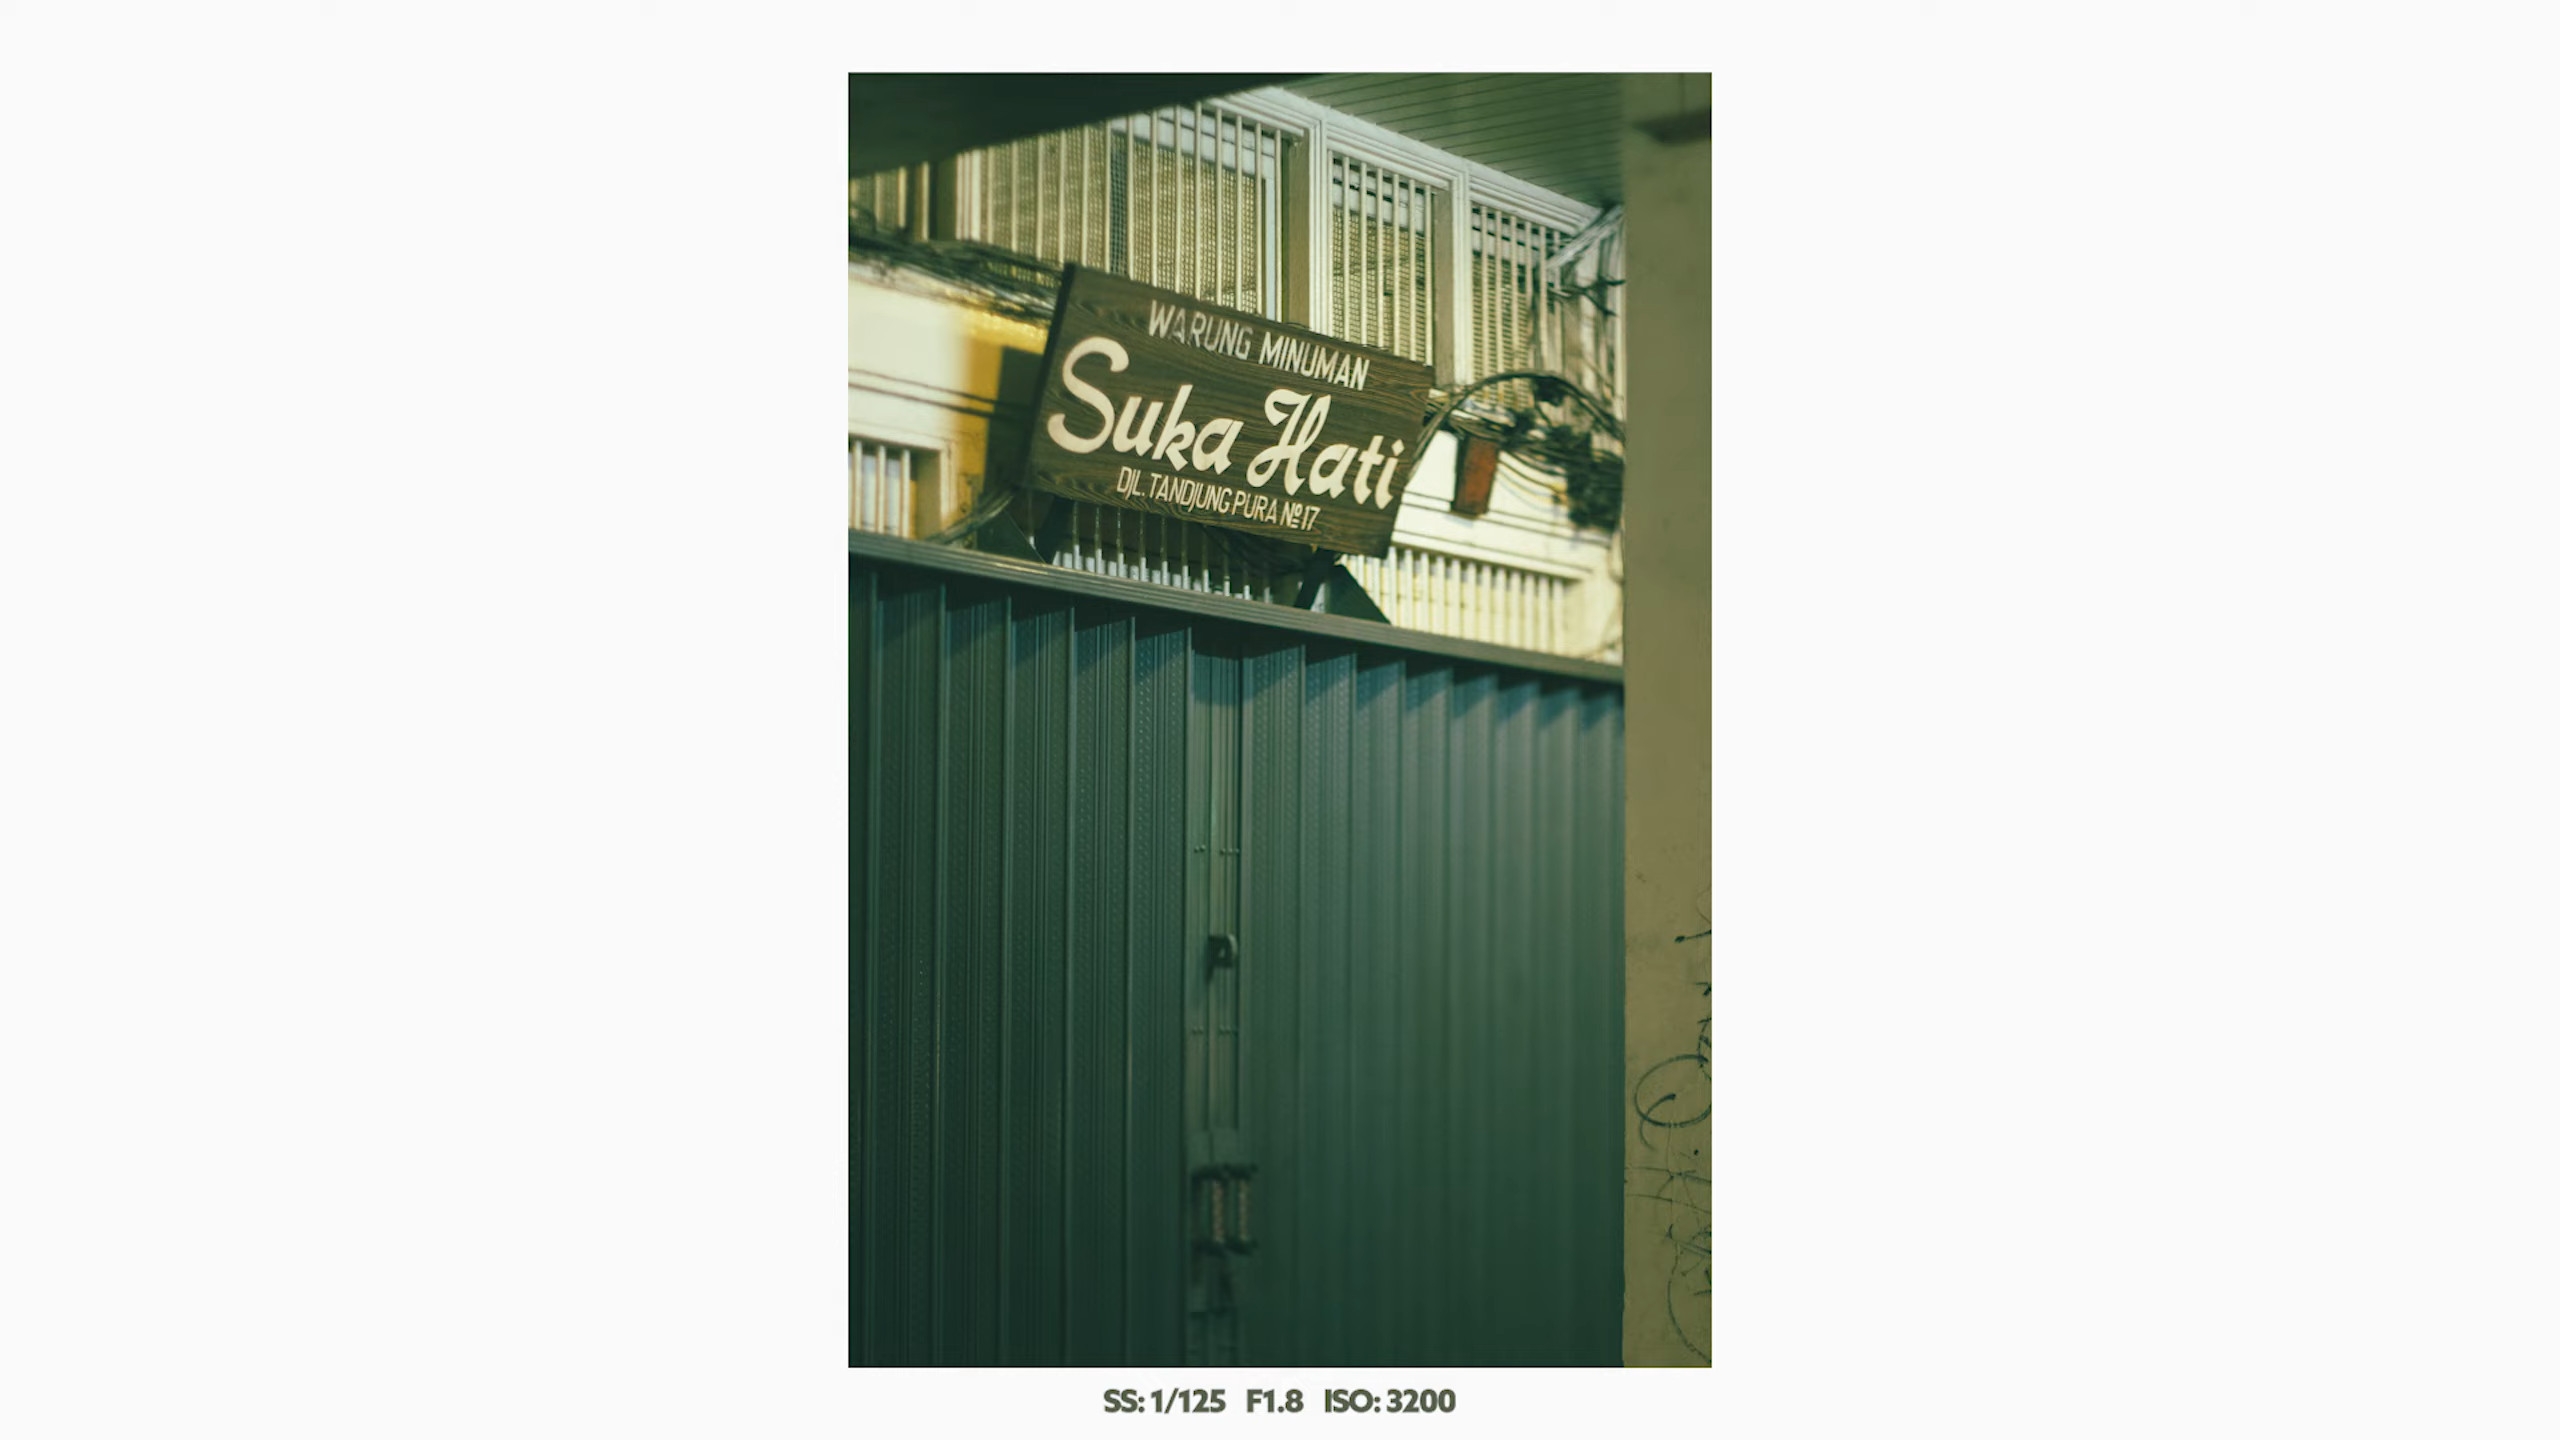 WARUNG MINUMAN
Suka Hati
DJL. TANDJUNG PURA Nº17
SS: 1/125 F1.8 ISO: 3200